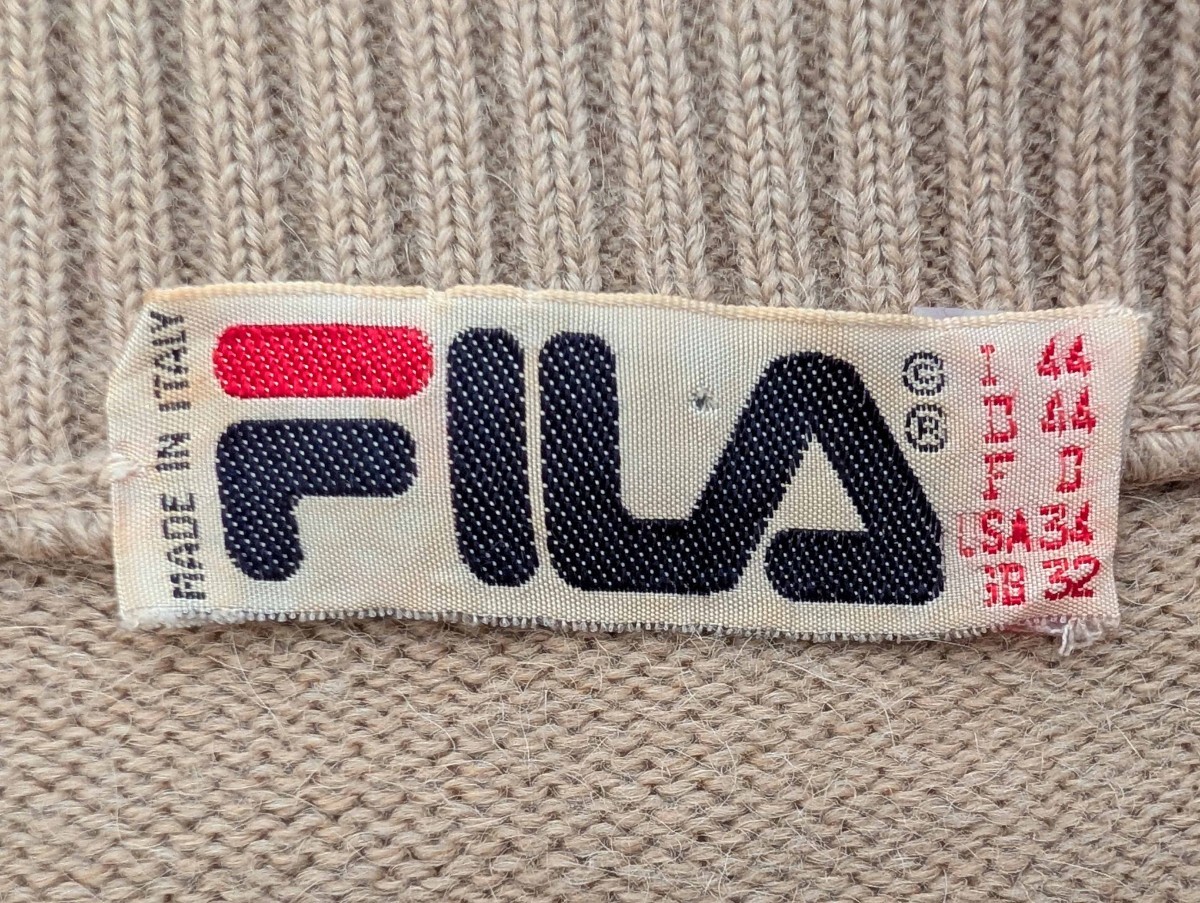 MADE IN ITALY
FILA
©
®
I 44
D 44
F 0
USA 34
GB 32